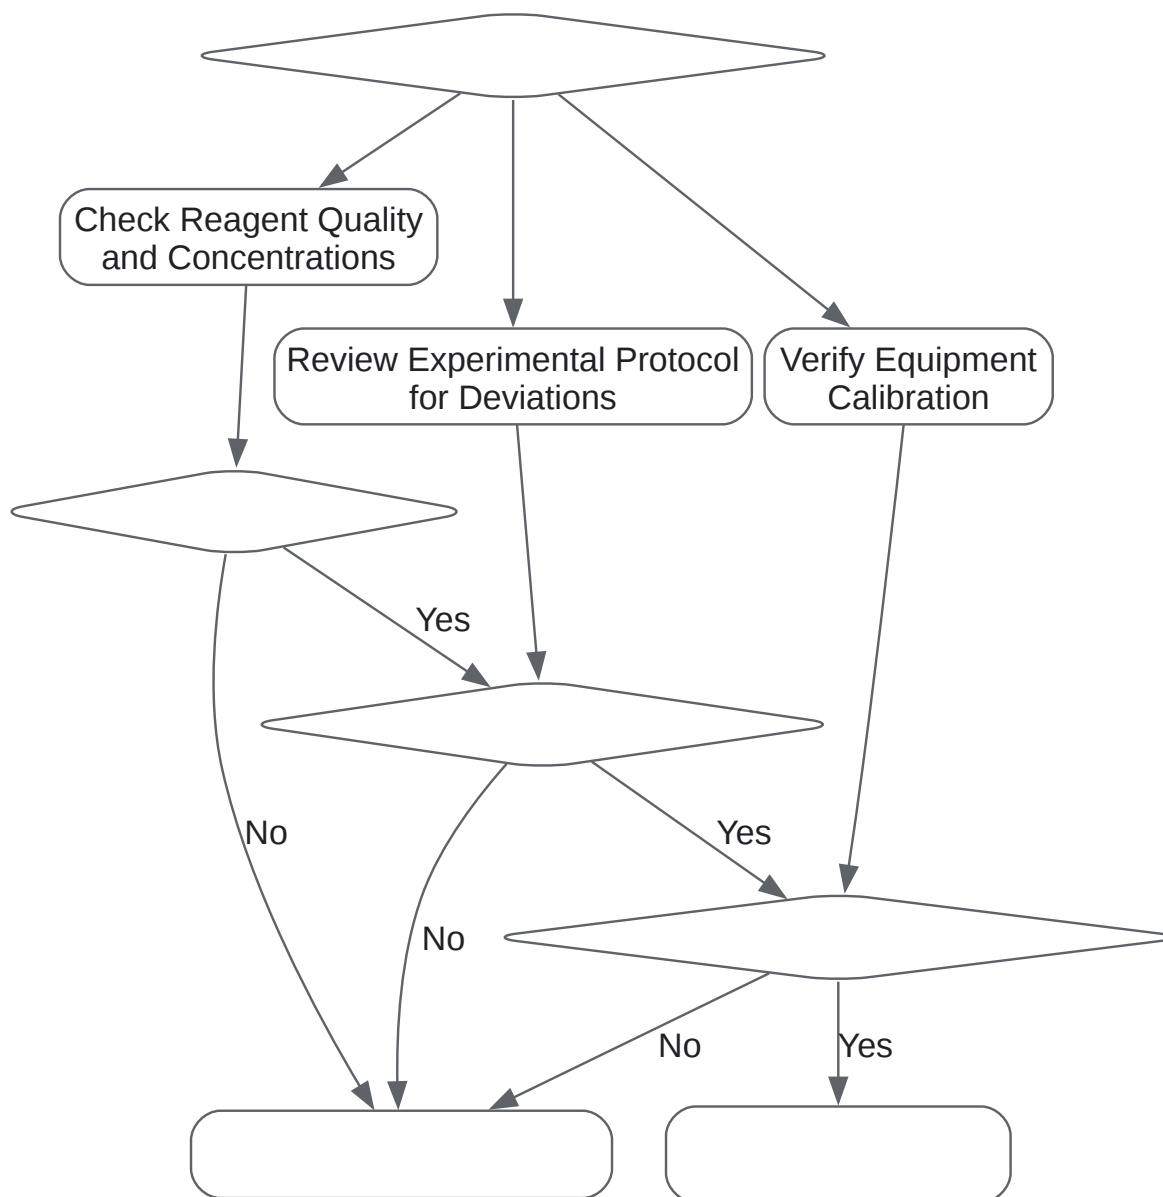 Check Reagent Quality
and Concentrations
Review Experimental Protocol
for Deviations
Verify Equipment
Calibration
Yes
No
Yes
No
No
Yes